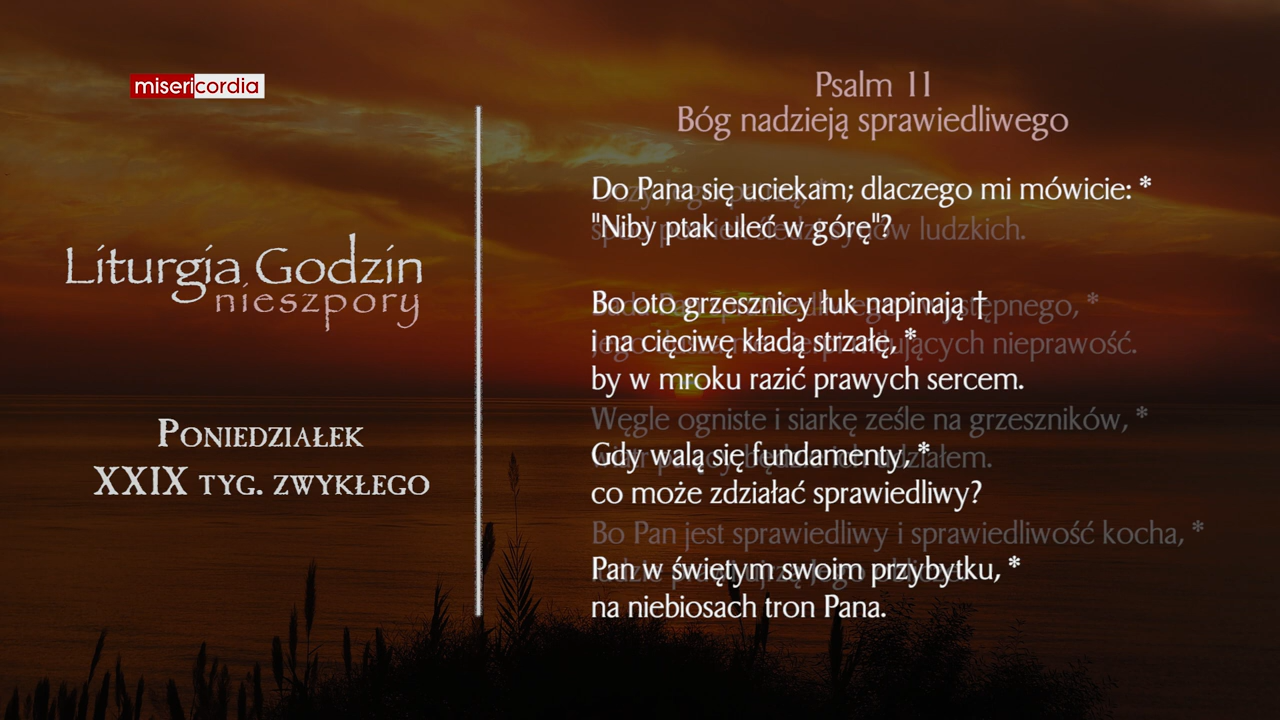 misericordia
Liturgia Godzin
nieszpory
Poniedziałek
XXIX tyg. zwykłego
Psalm 11
Bóg nadzieją sprawiedliwego
Do Pana się uciekam; dlaczego mi mówicie: *
"Niby ptak uleć w górę"?
ludzkich.
Bo oto grzesznicy łuk napinają †
i na cięciwę kładą strzałę, *
nieprawość.
by w mroku razić prawych sercem.
Węgle ogniste i siarkę ześle na grzeszników, *
Gdy walą się fundamenty, *
co może zdziałać sprawiedliwy?
Bo Pan jest sprawiedliwy i sprawiedliwość kocha, *
Pan w świętym swoim przybytku, *
na niebiosach tron Pana.